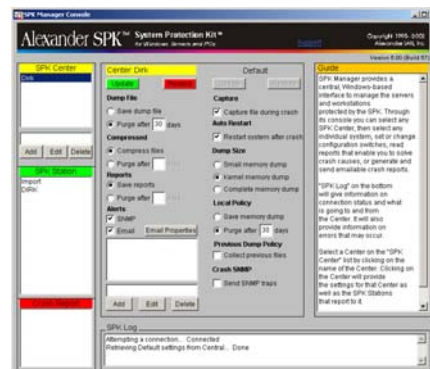 SPK Manager Console
Alexander SPK™ System Protection Kit™
for Windows Servers and PCs
Support
Copyright 1995-2002
Alexander LAN, Inc.
Version 5.00 (Build 57)
SPK Center
Dirk
Add Edit Delete
SPK Station
Import
DIRK
Crash Report
Center Dirk
Update
Dump File
Save dump file
Purge after 30 days
Compressed
Compress files
Purge after
Reports
Save reports
Purge after
Alerts
SNMP
Email Email Properties
Add Edit Delete
Default
Capture
Capture file during crash
Auto Restart
Restart system after crash
Dump Size
Small memory dump
Kernel memory dump
Complete memory dump
Local Policy
Save memory dump
Purge after 30 days
Previous Dump Policy
Collect previous files
Crash SNMP
Send SNMP traps
Guide
SPK Manager provides a
central, Windows-based
interface to manage the servers
and workstations
protected by the SPK. Through
its console you can select any
SPK Center, then select any
individual system, call or change
configuration switches, read
reports, enable you to solve
crash causes, or generate and
send emailable crash reports.
"SPK Log" on the bottom
will give information on
connection status and what
is going to and from
the Center. It will also
provide information on
errors that may occur.
Select a Center on the "SPK
Center" list by clicking on the
name of the Center. Clicking on
the Center will provide
the settings for that Center as
well as the SPK Stations
that report to it.
SPK Log
Attempting a connection... Connected
Retrieving Default settings from Central... Done